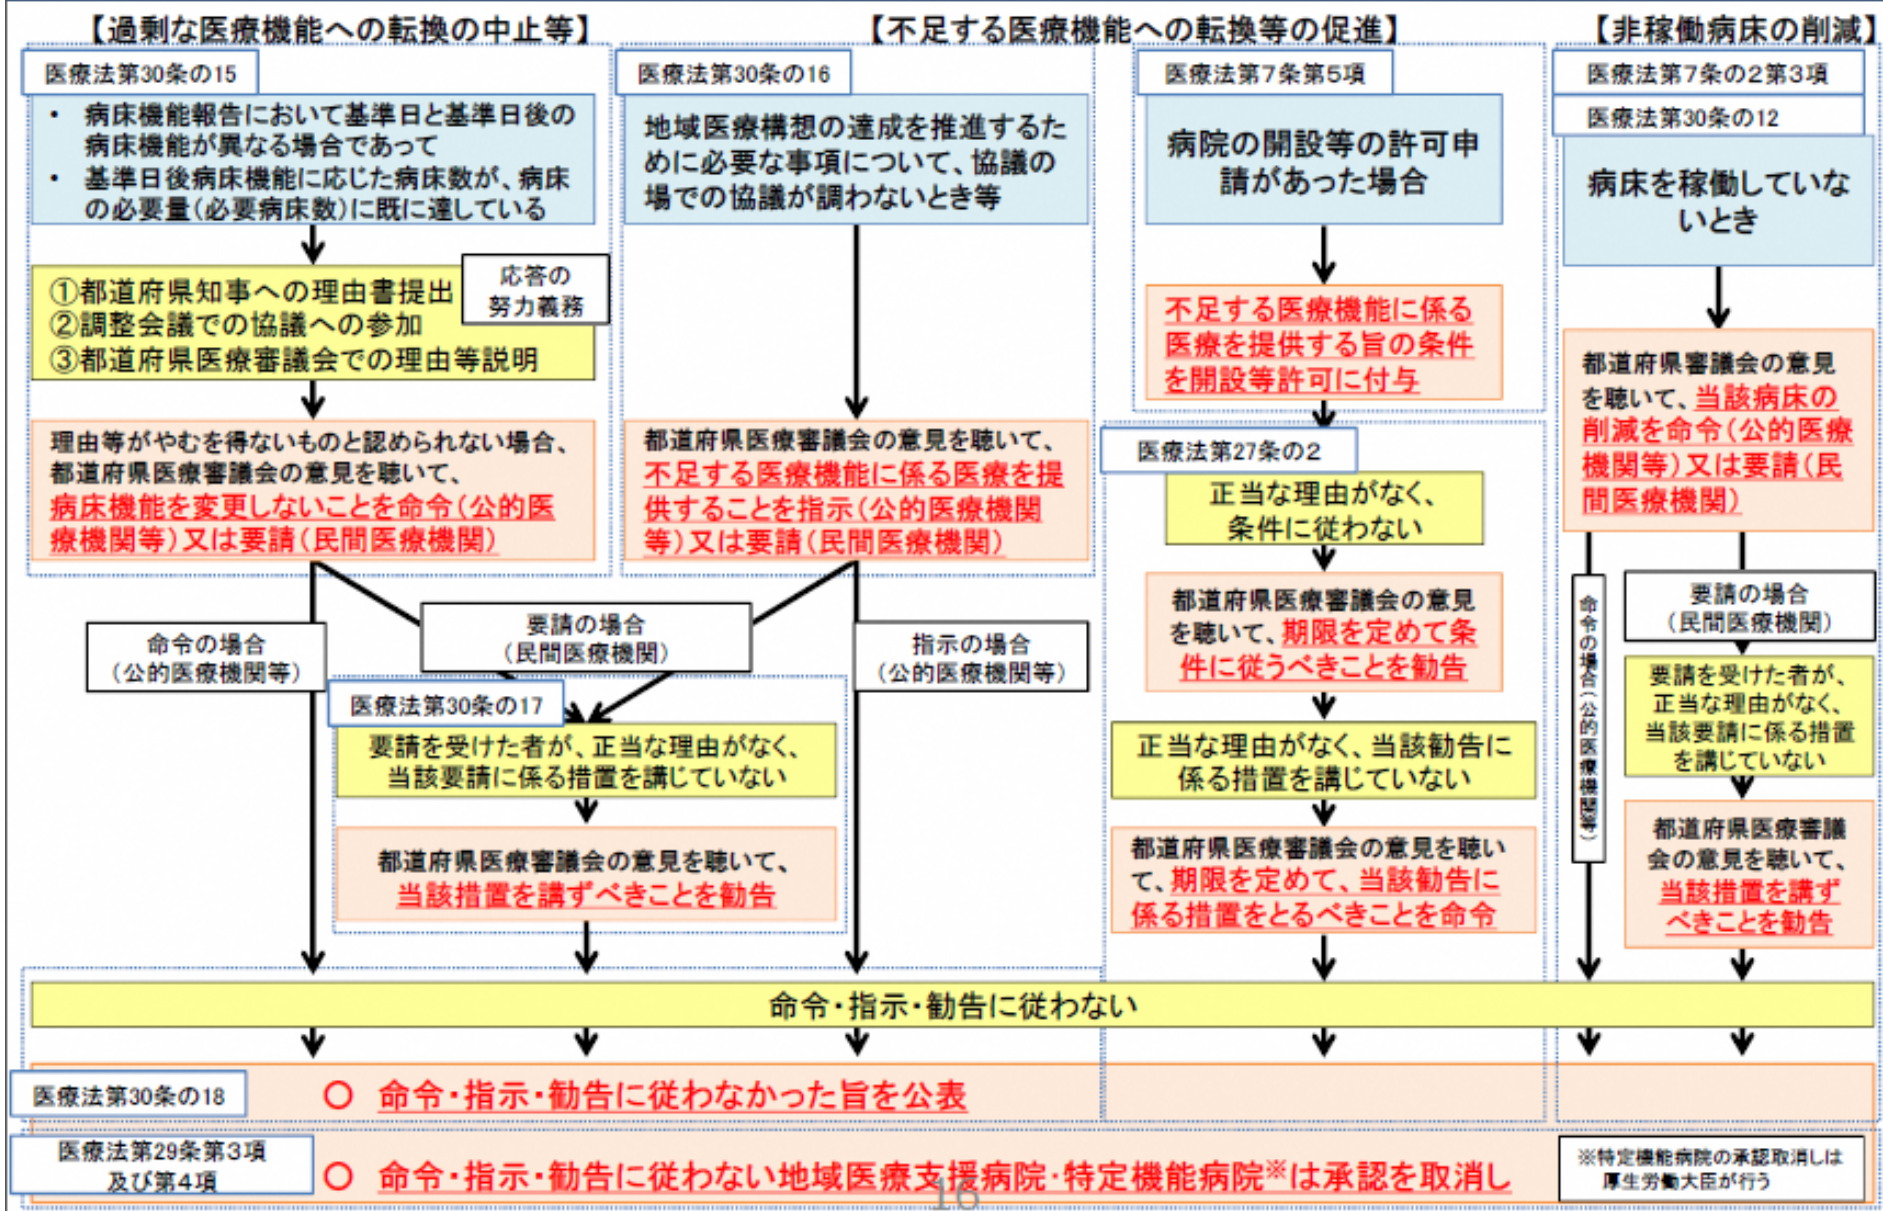 【過剰な医療機能への転換の中止等】
医療法第30条の15
・ 病床機能報告において基準日と基準日後の
病床機能が異なる場合であって
・ 基準日後病床機能に応じた病床数が、病床
の必要量(必要病床数)に既に達している
①都道府県知事への理由書提出
②調整会議での協議への参加
③都道府県医療審議会での理由等説明
応答の
努力義務
理由等がやむを得ないものと認められない場合、
都道府県医療審議会の意見を聴いて、
病床機能を変更しないことを命令(公的医
療機関等)又は要請(民間医療機関)
【不足する医療機能への転換等の促進】
医療法第30条の16
地域医療構想の達成を推進するた
めに必要な事項について、協議の
場での協議が調わないとき等
都道府県医療審議会の意見を聴いて、
不足する医療機能に係る医療を提
供することを指示(公的医療機関
等)又は要請(民間医療機関)
命令の場合
(公的医療機関等)
要請の場合
(民間医療機関)
指示の場合
(公的医療機関等)
医療法第30条の17
要請を受けた者が、正当な理由がなく、
当該要請に係る措置を講じていない
都道府県医療審議会の意見を聴いて、
当該措置を講ずべきことを勧告
医療法第7条第5項
病院の開設等の許可申
請があった場合
不足する医療機能に係る
医療を提供する旨の条件
を開設等許可に付与
医療法第27条の2
正当な理由がなく、
条件に従わない
都道府県医療審議会の意見
を聴いて、期限を定めて条
件に従うべきことを勧告
正当な理由がなく、当該勧告に
係る措置を講じていない
都道府県医療審議会の意見を聴い
て、期限を定めて、当該勧告に
係る措置をとるべきことを命令
【非稼働病床の削減】
医療法第7条の2第3項
医療法第30条の12
病床を稼働していな
いとき
都道府県審議会の意見
を聴いて、当該病床の
削減を命令(公的医療
機関等)又は要請(民
間医療機関)
命令の場合(公的医療機関等)
要請の場合
(民間医療機関)
要請を受けた者が、
正当な理由がなく、
当該要請に係る措置
を講じていない
都道府県医療審議
会の意見を聴いて、
当該措置を講ず
べきことを勧告
命令・指示・勧告に従わない
医療法第30条の18
○ 命令・指示・勧告に従わなかった旨を公表
医療法第29条第3項
及び第4項
○ 命令・指示・勧告に従わない地域医療支援病院・特定機能病院※は承認を取消し
※特定機能病院の承認取消しは
厚生労働大臣が行う
16